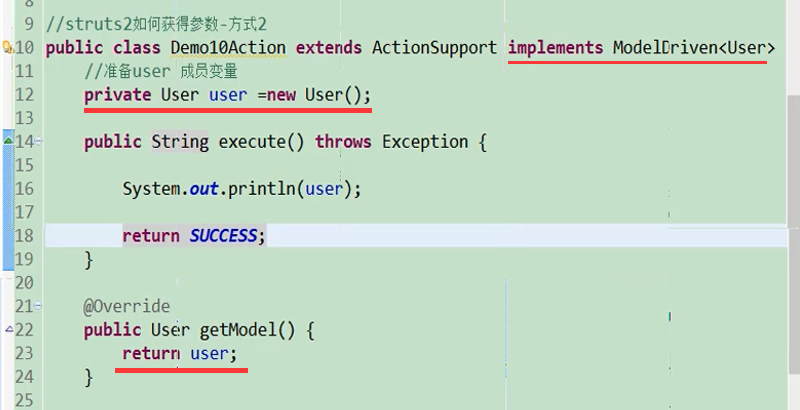 9 //struts2如何获得参数-方式2
10 public class Demo10Action extends ActionSupport implements ModelDriven<User>
11 //准备user 成员变量
12 private User user =new User();
13
14 public String execute() throws Exception {
15
16 System.out.println(user);
17
18 return SUCCESS;
19 }
20
21 @Override
22 public User getModel() {
23 return user;
24 }
25